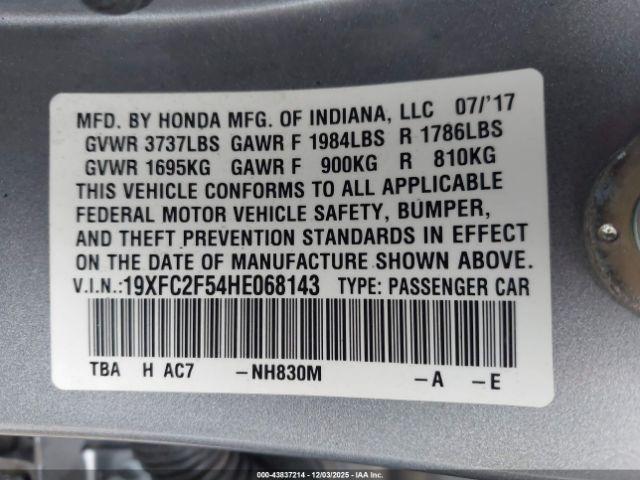 MFD. BY HONDA MFG. OF INDIANA, LLC 07/'17
GVWR 3737LBS GAWR F 1984LBS R 1786LBS
GVWR 1695KG GAWR F 900KG R 810KG
THIS VEHICLE CONFORMS TO ALL APPLICABLE
FEDERAL MOTOR VEHICLE SAFETY, BUMPER,
AND THEFT PREVENTION STANDARDS IN EFFECT
ON THE DATE OF MANUFACTURE SHOWN ABOVE.
V.I.N.:19XFC2F54HE068143 TYPE: PASSENGER CAR
TBA H AC7 -NH830M -A -E
000-43837214 - 12/03/2025 - IAA Inc.